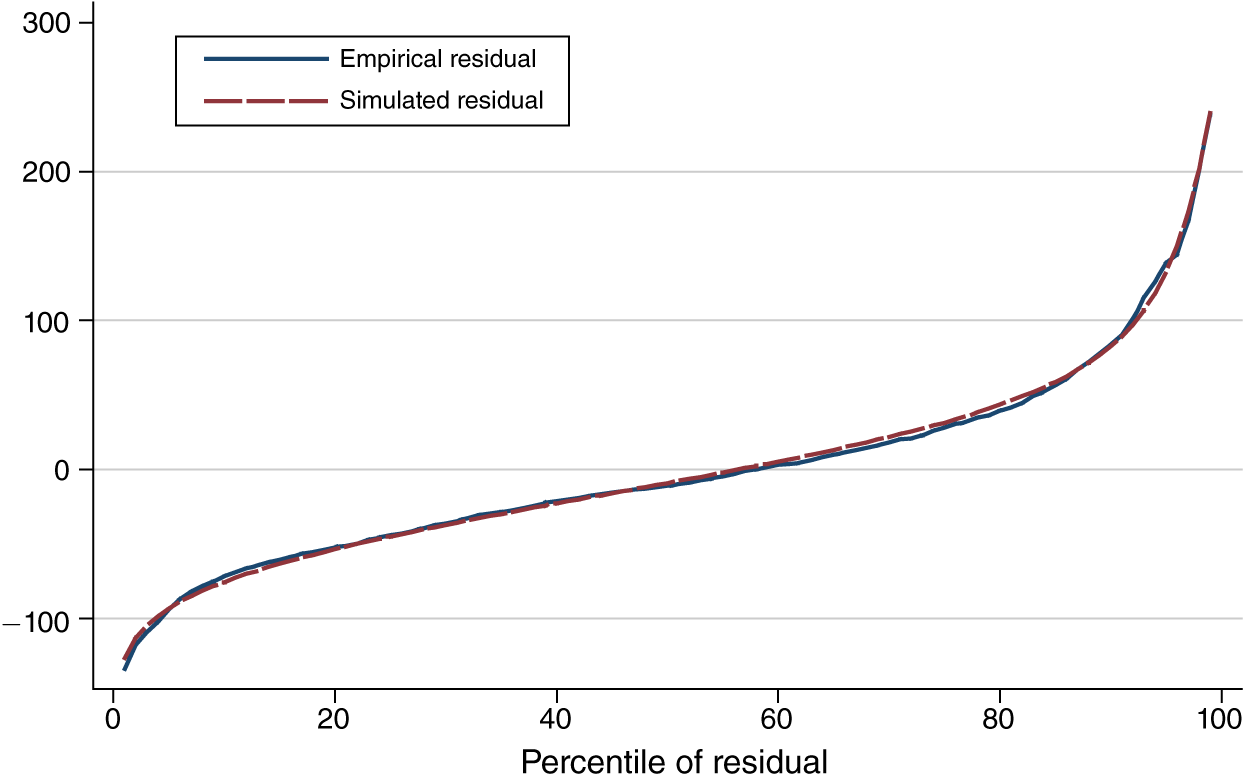 300
Empirical residual
Simulated residual
200
100
0
−100
0 20 40 60 80 100
Percentile of residual